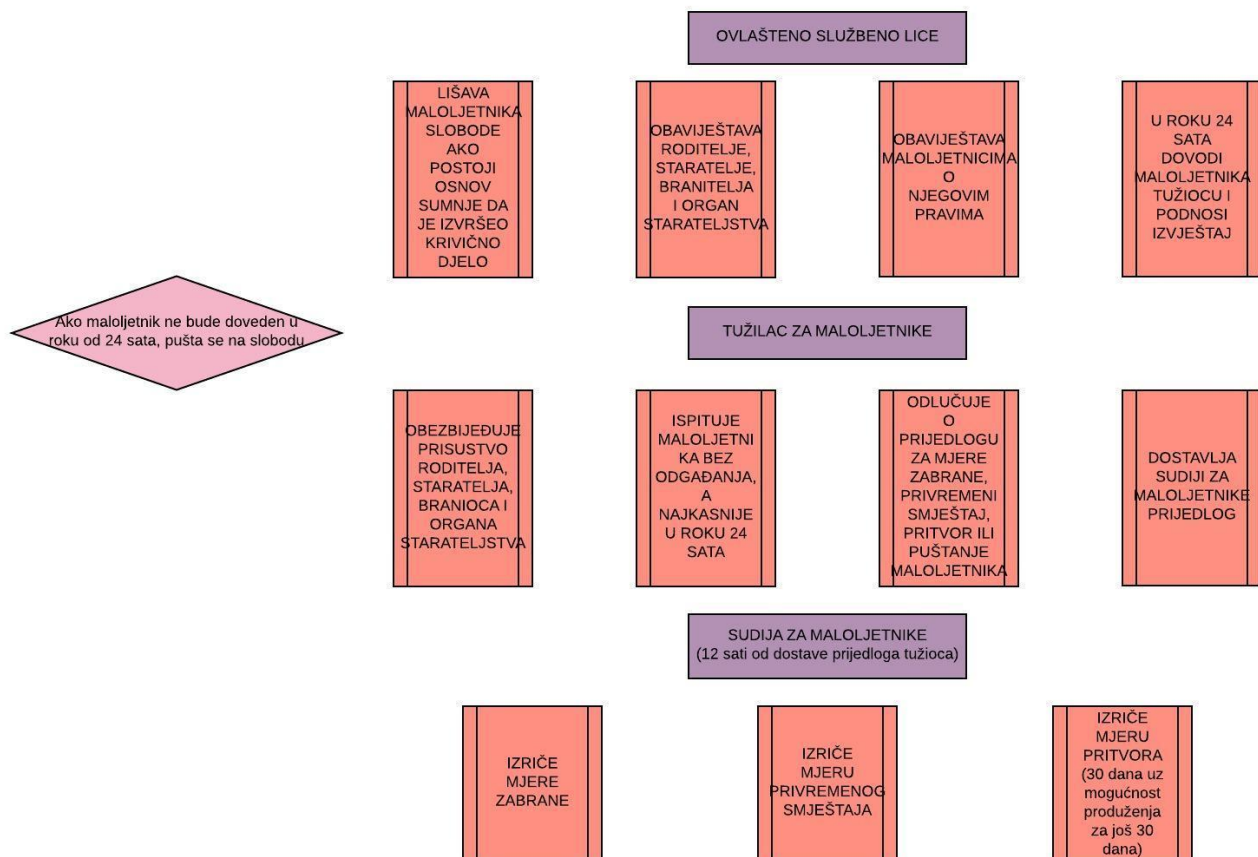 OVLAŠTENO SLUŽBENO LICE
LIŠAVA
MALOLJETNIKA
SLOBODE
AKO
POSTOJI
OSNOV
SUMNJE DA
JE IZVRŠEO
KRIVIČNO
DJELO
OBAVIJEŠTAVA
RODITELJE,
STARATELJE,
BRANITELJA
I ORGAN
STARATELJSTVA
OBAVIJEŠTAVA
MALOLJETNICIMA
O
NJEGOVIM
PRAVIMA
U ROKU 24
SATA
DOVODI
MALOLJETNIKA
TUŽIOCU I
PODNOSI
IZVJEŠTAJ
Ako maloljetnik ne bude doveden u
roku od 24 sata, pušta se na slobodu
TUŽILAC ZA MALOLJETNIKE
OBEZBIJEĐUJE
PRISUSTVO
RODITELJA,
STARATELJA,
BRANIOCA I
ORGANA
STARATELJSTVA
ISPITUJE
MALOLJETNI
KA BEZ
ODGAĐANJA,
A
NAJKASNIJE
U ROKU 24
SATA
ODLUČUJE
O
PRIJEDLOGU
ZA MJERE
ZABRANE,
PRIVREMENI
SMJEŠTAJ,
PRITVOR ILI
PUŠTANJE
MALOLJETNIKA
DOSTAVLJA
SUDIJI ZA
MALOLJETNIKE
PRIJEDLOG
SUDIJA ZA MALOLJETNIKE
(12 sati od dostave prijedloga tužioca)
IZRIČE
MJERE
ZABRANE
IZRIČE
MJERU
PRIVREMENOG
SMJEŠTAJA
IZRIČE
MJERU
PRITVORA
(30 dana uz
mogućnost
produženja
za još 30
dana)